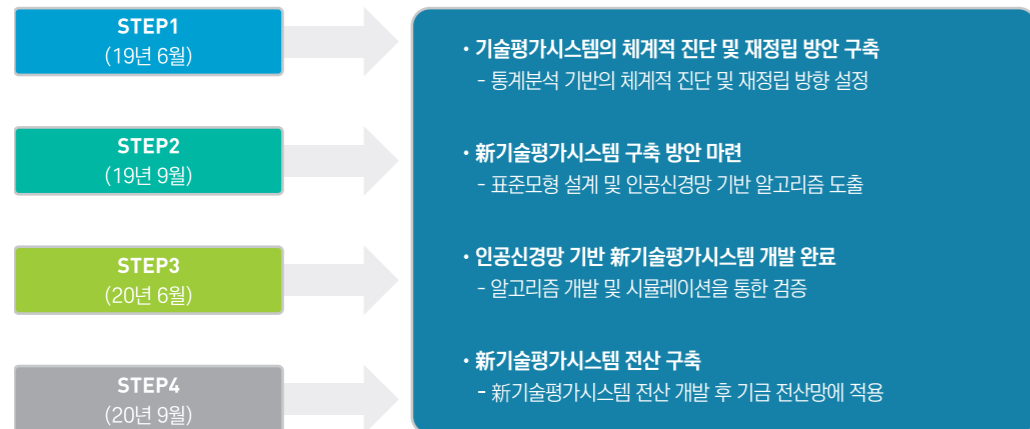 STEP1
(19년 6월)
· 기술평가시스템의 체계적 진단 및 재정립 방안 구축
- 통계분석 기반의 체계적 진단 및 재정립 방향 설정
STEP2
(19년 9월)
· 新기술평가시스템 구축 방안 마련
- 표준모형 설계 및 인공신경망 기반 알고리즘 도출
STEP3
(20년 6월)
· 인공신경망 기반 新기술평가시스템 개발 완료
- 알고리즘 개발 및 시뮬레이션을 통한 검증
STEP4
(20년 9월)
· 新기술평가시스템 전산 구축
- 新기술평가시스템 전산 개발 후 기금 전산망에 적용